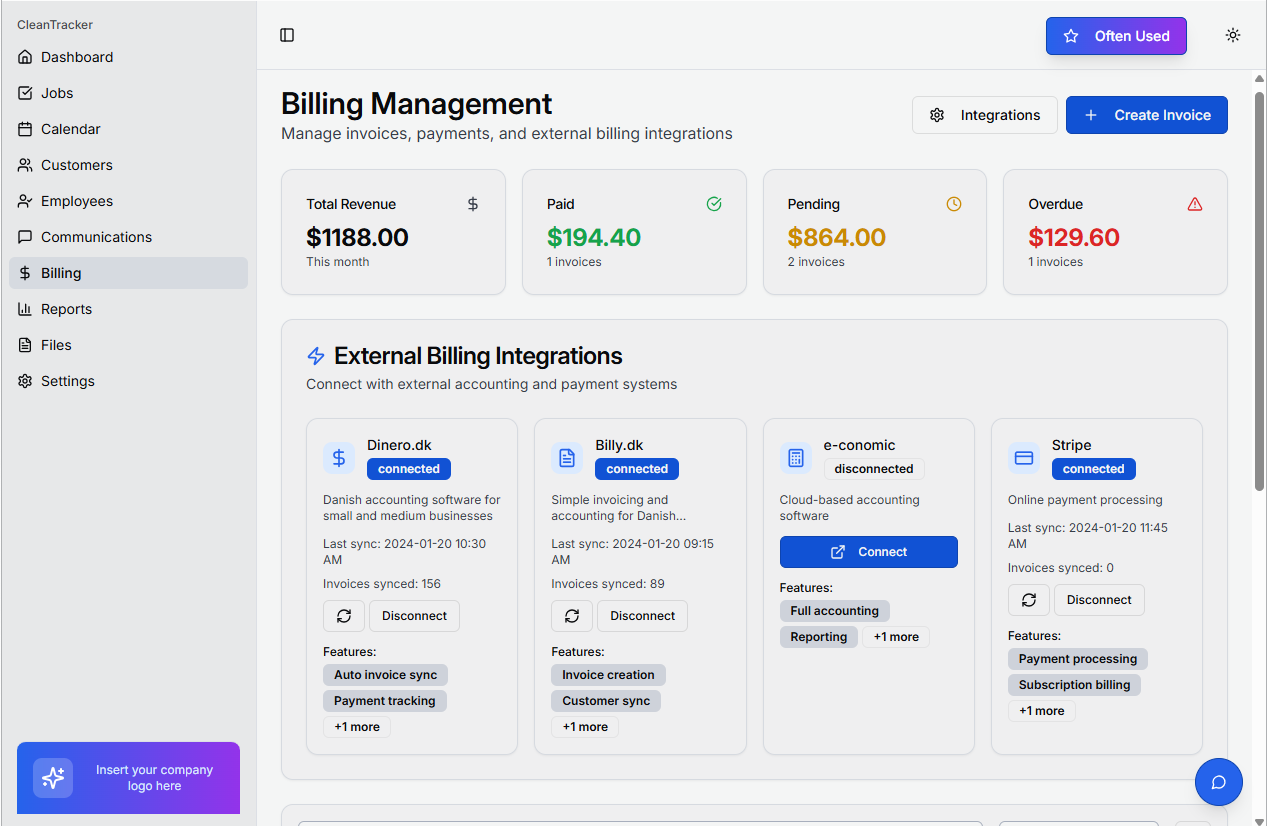 CleanTracker
Dashboard
Jobs
Calendar
Customers
Employees
Communications
Billing
Reports
Files
Settings
Insert your company
logo here
Often Used
Billing Management
Manage invoices, payments, and external billing integrations
Integrations
Create Invoice
Total Revenue
$1188.00
This month
Paid
$194.40
1 invoices
Pending
$864.00
2 invoices
Overdue
$129.60
1 invoices
External Billing Integrations
Connect with external accounting and payment systems
Dinero.dk
connected
Danish accounting software for
small and medium businesses
Last sync: 2024-01-20 10:30
AM
Invoices synced: 156
Disconnect
Features:
Auto invoice sync
Payment tracking
+1 more
Billy.dk
connected
Simple invoicing and
accounting for Danish...
Last sync: 2024-01-20 09:15
AM
Invoices synced: 89
Disconnect
Features:
Invoice creation
Customer sync
+1 more
e-conomic
disconnected
Cloud-based accounting
software
Connect
Features:
Full accounting
Reporting
+1 more
Stripe
connected
Online payment processing
Last sync: 2024-01-20 11:45
AM
Invoices synced: 0
Disconnect
Features:
Payment processing
Subscription billing
+1 more